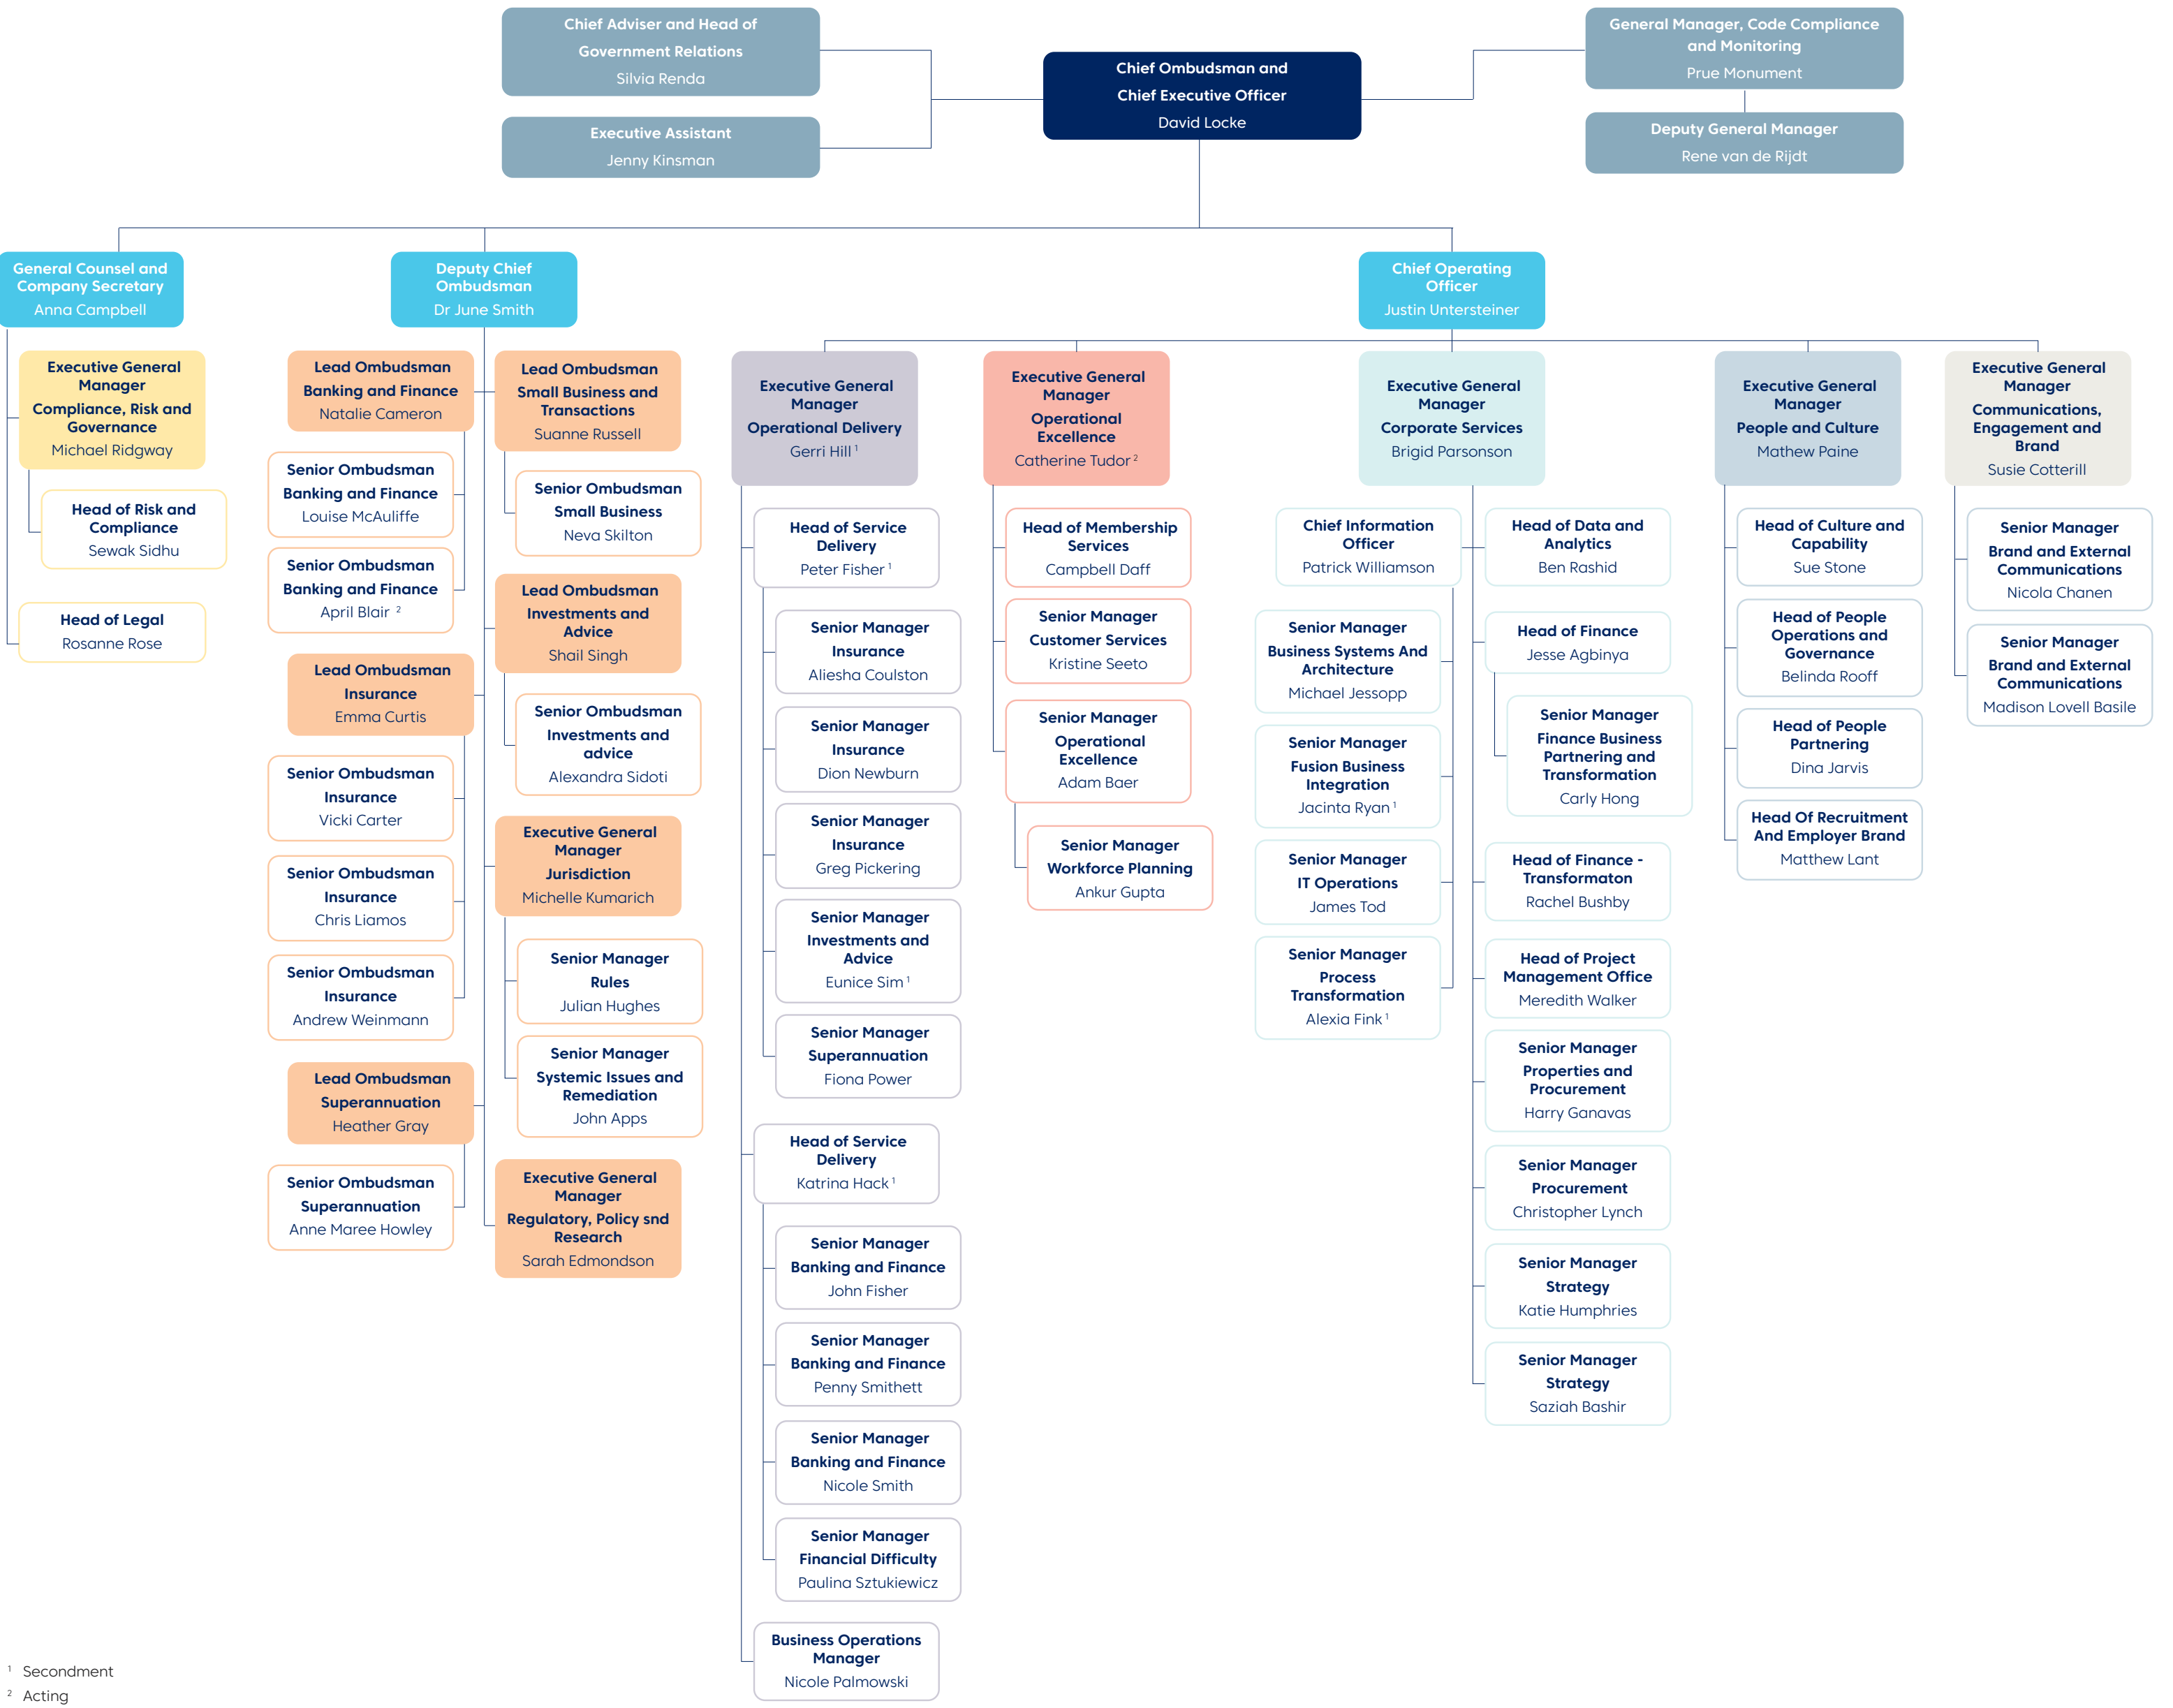 Chief Adviser and Head of
Government Relations
Silvia Renda
Executive Assistant
Jenny Kinsman
Chief Ombudsman and
Chief Executive Officer
David Locke
General Manager, Code Compliance
and Monitoring
Prue Monument
Deputy General Manager
Rene van de Rijdt
General Counsel and
Company Secretary
Anna Campbell
Executive General
Manager
Compliance, Risk and
Governance
Michael Ridgway
Head of Risk and
Compliance
Sewak Sidhu
Head of Legal
Rosanne Rose
Deputy Chief
Ombudsman
Dr June Smith
Lead Ombudsman
Banking and Finance
Natalie Cameron
Senior Ombudsman
Banking and Finance
Louise McAuliffe
Senior Ombudsman
Banking and Finance
April Blair 2
Lead Ombudsman
Insurance
Emma Curtis
Senior Ombudsman
Insurance
Vicki Carter
Senior Ombudsman
Insurance
Chris Liamos
Senior Ombudsman
Insurance
Andrew Weinmann
Lead Ombudsman
Superannuation
Heather Gray
Senior Ombudsman
Superannuation
Anne Maree Howley
Lead Ombudsman
Small Business and
Transactions
Suanne Russell
Senior Ombudsman
Small Business
Neva Skilton
Lead Ombudsman
Investments and
Advice
Shail Singh
Senior Ombudsman
Investments and
advice
Alexandra Sidoti
Executive General
Manager
Jurisdiction
Michelle Kumarich
Senior Manager
Rules
Julian Hughes
Senior Manager
Systemic Issues and
Remediation
John Apps
Executive General
Manager
Regulatory, Policy snd
Research
Sarah Edmondson
Chief Operating
Officer
Justin Untersteiner
Executive General
Manager
Operational Delivery
Gerri Hill 1
Head of Service
Delivery
Peter Fisher 1
Senior Manager
Insurance
Aliesha Coulston
Senior Manager
Insurance
Dion Newburn
Senior Manager
Insurance
Greg Pickering
Senior Manager
Investments and
Advice
Eunice Sim 1
Senior Manager
Superannuation
Fiona Power
Head of Service
Delivery
Katrina Hack 1
Senior Manager
Banking and Finance
John Fisher
Senior Manager
Banking and Finance
Penny Smithett
Senior Manager
Banking and Finance
Nicole Smith
Senior Manager
Financial Difficulty
Paulina Sztukiewicz
Business Operations
Manager
Nicole Palmowski
Executive General
Manager
Operational
Excellence
Catherine Tudor 2
Head of Membership
Services
Campbell Daff
Senior Manager
Customer Services
Kristine Seeto
Senior Manager
Operational
Excellence
Adam Baer
Senior Manager
Workforce Planning
Ankur Gupta
Executive General
Manager
Corporate Services
Brigid Parsonson
Chief Information
Officer
Patrick Williamson
Senior Manager
Business Systems And
Architecture
Michael Jessopp
Senior Manager
Fusion Business
Integration
Jacinta Ryan 1
Senior Manager
IT Operations
James Tod
Senior Manager
Process
Transformation
Alexia Fink 1
Head of Data and
Analytics
Ben Rashid
Head of Finance
Jesse Agbinya
Senior Manager
Finance Business
Partnering and
Transformation
Carly Hong
Head of Finance -
Transformaton
Rachel Bushby
Head of Project
Management Office
Meredith Walker
Senior Manager
Properties and
Procurement
Harry Ganavas
Senior Manager
Procurement
Christopher Lynch
Senior Manager
Strategy
Katie Humphries
Senior Manager
Strategy
Saziah Bashir
Executive General
Manager
People and Culture
Mathew Paine
Head of Culture and
Capability
Sue Stone
Head of People
Operations and
Governance
Belinda Rooff
Head of People
Partnering
Dina Jarvis
Head Of Recruitment
And Employer Brand
Matthew Lant
Executive General
Manager
Communications,
Engagement and
Brand
Susie Cotterill
Senior Manager
Brand and External
Communications
Nicola Chanen
Senior Manager
Brand and External
Communications
Madison Lovell Basile
1 Secondment
2 Acting